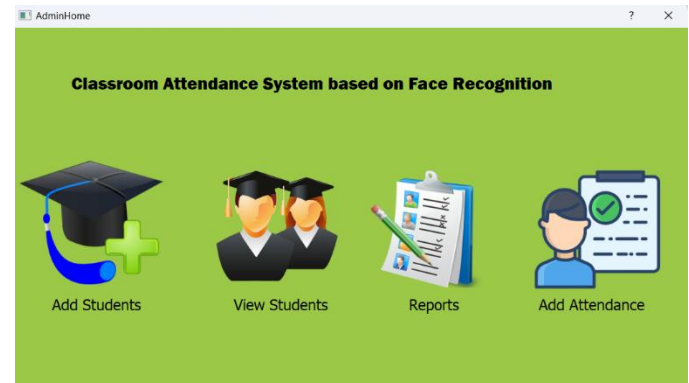 AdminHome ? ×
Classroom Attendance System based on Face Recognition
Add Students View Students Reports Add Attendance